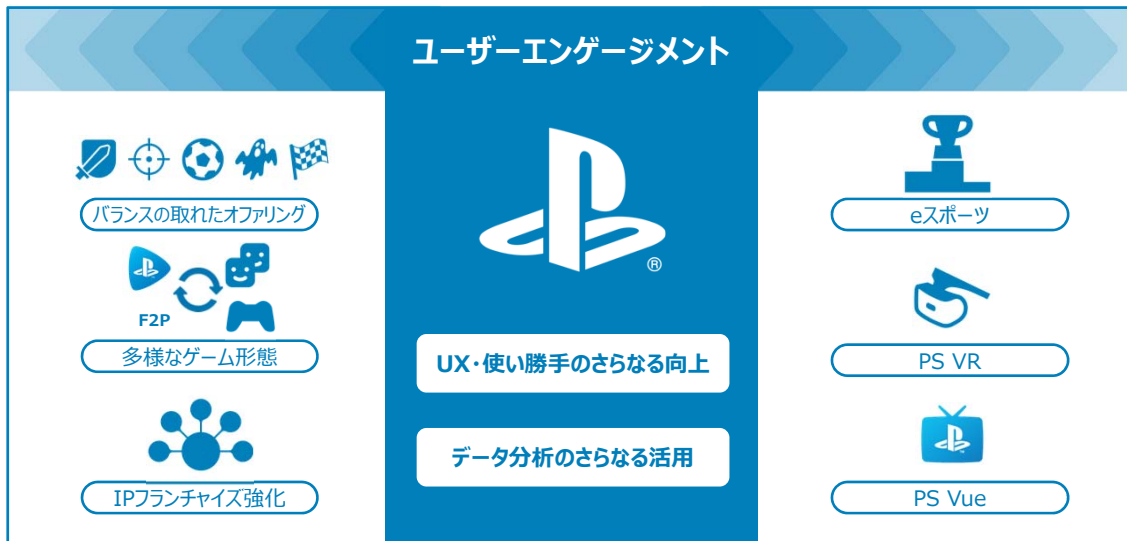 ユーザーエンゲージメント
バランスの取れたオファリング
F2P
多様なゲーム形態
IPフランチャイズ強化
®
UX・使い勝手のさらなる向上
データ分析のさらなる活用
eスポーツ
PS VR
PS Vue